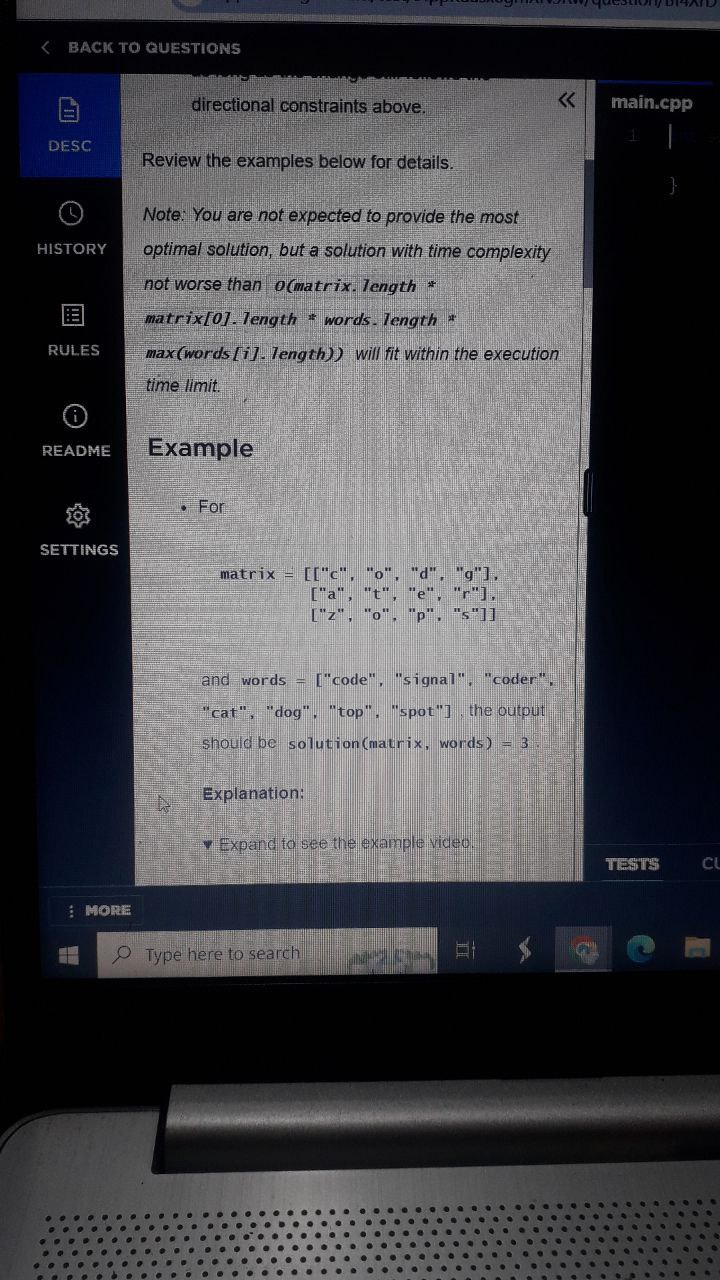 BACK TO QUESTIONS
DESC
HISTORY
RULES
README
SETTINGS
directional constraints above.
Review the examples below for details.
Note: You are not expected to provide the most
optimal solution, but a solution with time complexity
not worse than O(matrix.length *
matrix[0].length * words.length *
max(words[i].length)) will fit within the execution
time limit.
Example
• For
matrix = [["c", "o", "d", "g"],
["a", "t", "e", "r"],
["z", "o", "p", "s"]]
and words = ["code", "signal", "coder",
"cat", "dog", "top", "spot"] , the output
should be solution(matrix, words) = 3 .
Explanation:
▼ Expand to see the example video.
main.cpp
1
}
TESTS
MORE
Type here to search